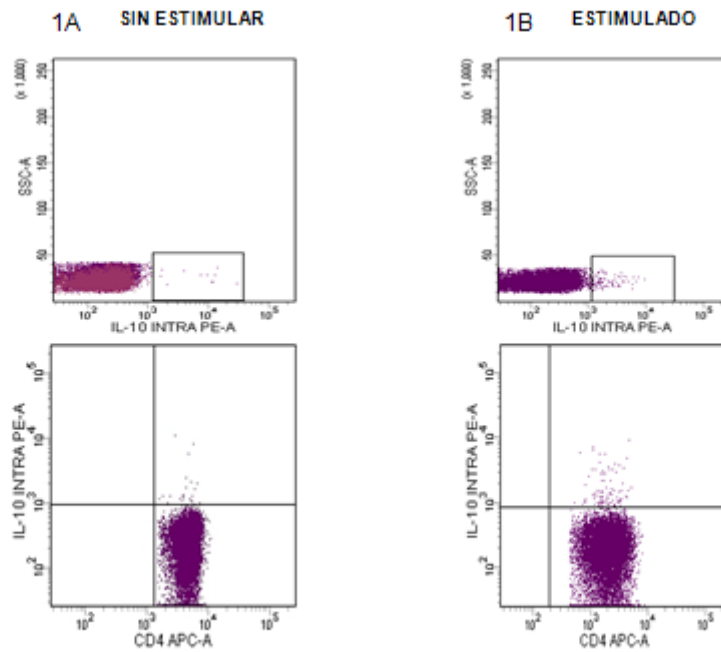 1A SIN ESTIMULAR
(x 1,000)
250
200
150
100
50
SSC-A
10² 10³ 10⁴ 10⁵
IL-10 INTRA PE-A
1B ESTIMULADO
(x 1,000)
250
200
150
100
50
SSC-A
10² 10³ 10⁴ 10⁵
IL-10 INTRA PE-A
10⁵
10⁴
10³
10²
IL-10 INTRA PE-A
10² 10³ 10⁴ 10⁵
CD4 APC-A
10⁵
10⁴
10³
10²
IL-10 INTRA PE-A
10² 10³ 10⁴ 10⁵
CD4 APC-A